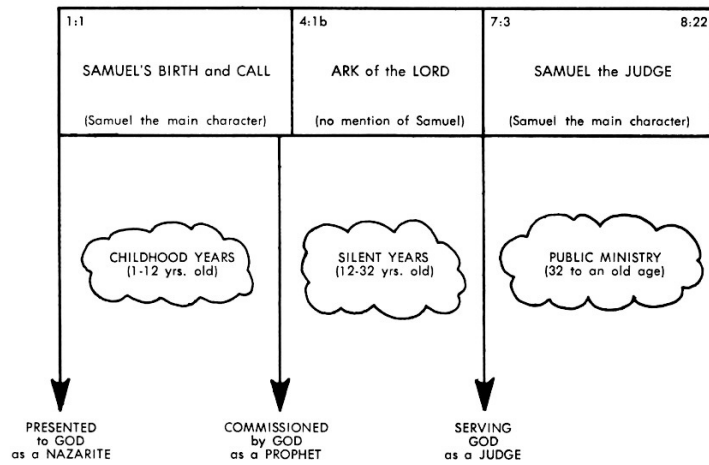 1:1
4:1b
7:3
8:22
SAMUEL'S BIRTH and CALL
ARK of the LORD
SAMUEL the JUDGE
(Samuel the main character)
(no mention of Samuel)
(Samuel the main character)
CHILDHOOD YEARS
(1-12 yrs. old)
SILENT YEARS
(12-32 yrs. old)
PUBLIC MINISTRY
(32 to an old age)
PRESENTED
to GOD
as a NAZARITE
COMMISSIONED
by GOD
as a PROPHET
SERVING
GOD
as a JUDGE